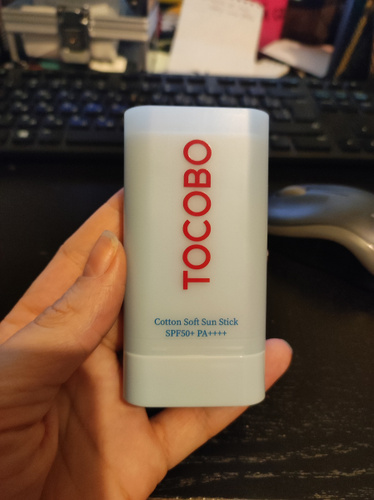 TOCOBO
Cotton Soft Sun Stick
SPF50+ PA++++